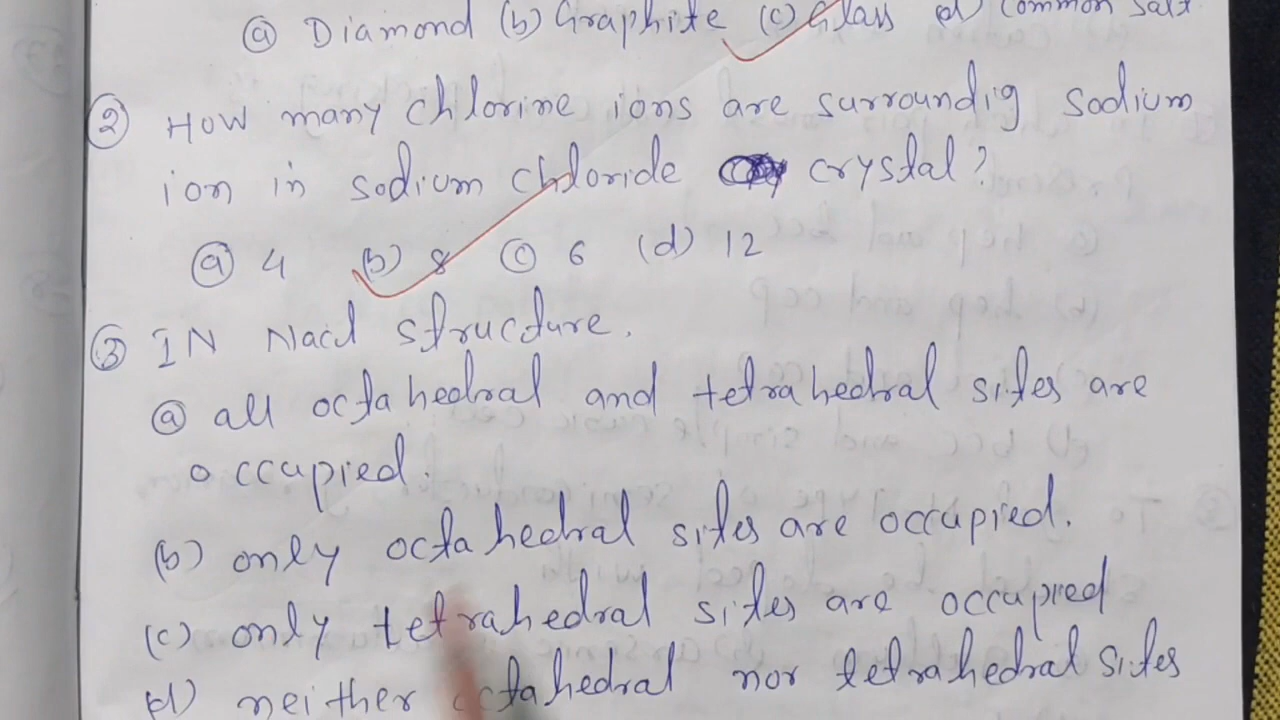 (a) Diamond (b) Graphite (c) Glass (d) Common salt
(2) How many chlorine ions are surroundig sodium
ion in sodium chloride crystal?
(a) 4 (b) 8 (c) 6 (d) 12
(3) IN Nacl structure.
(a) all octahedral and tetrahedral sites are
occupied.
(b) only octahedral sites are occupied.
(c) only tetrahedral sites are occupied
(d) neither octahedral nor tetrahedral sites